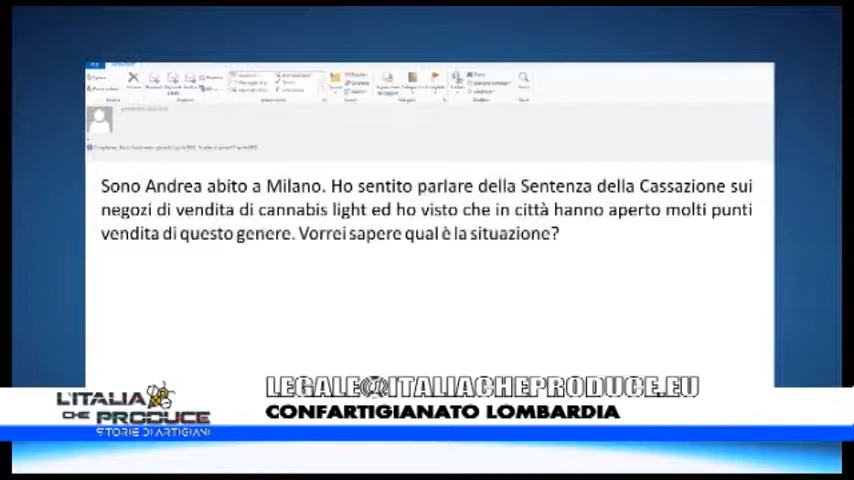 Sono Andrea abito a Milano. Ho sentito parlare della Sentenza della Cassazione sui
negozi di vendita di cannabis light ed ho visto che in città hanno aperto molti punti
vendita di questo genere. Vorrei sapere qual è la situazione?
LEGALE@ITALIACHEPRODUCE.EU
CONFARTIGIANATO LOMBARDIA
L'ITALIA
CHE PRODUCE
STORIE DI ARTIGIANI